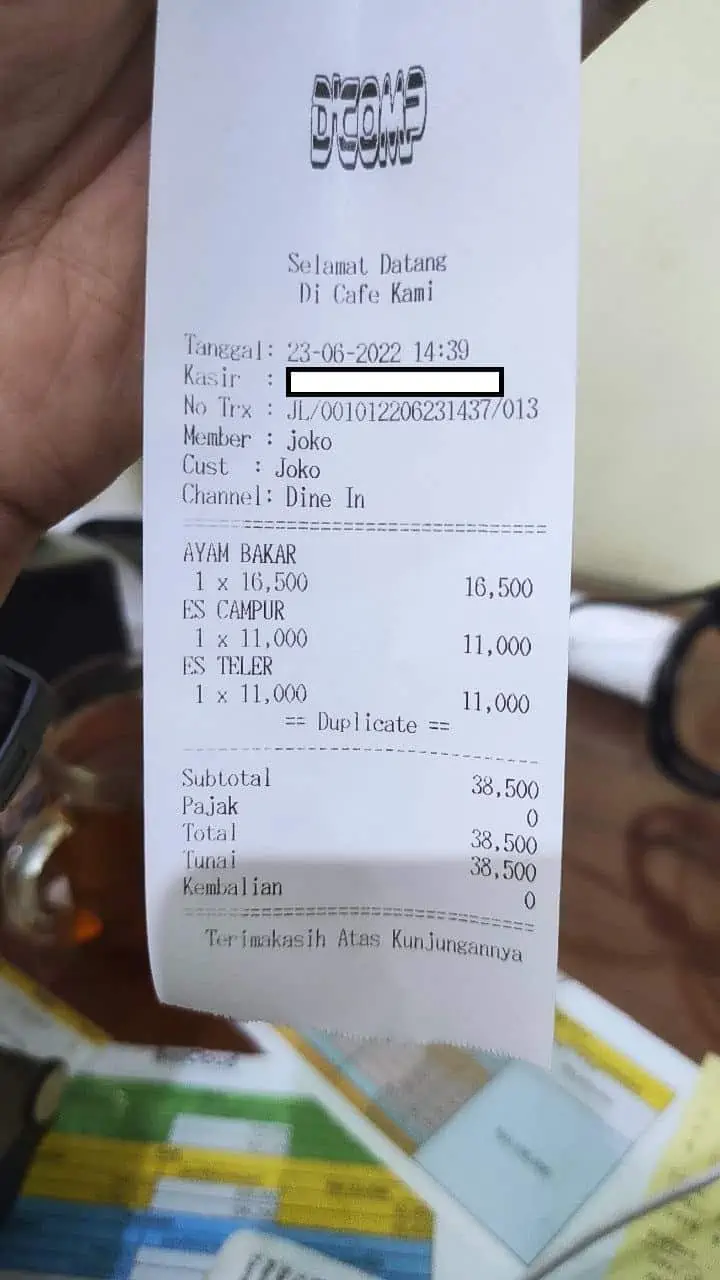 D'COMP
Selamat Datang
Di Cafe Kami
Tanggal: 23-06-2022 14:39
Kasir :
No Trx : JL/001012206231437/013
Member : joko
Cust : Joko
Channel: Dine In
AYAM BAKAR
1 x 16,500 16,500
ES CAMPUR
1 x 11,000 11,000
ES TELER
1 x 11,000 11,000
== Duplicate ==
Subtotal 38,500
Pajak 0
Total 38,500
Tunai 38,500
Kembalian 0
Terimakasih Atas Kunjungannya